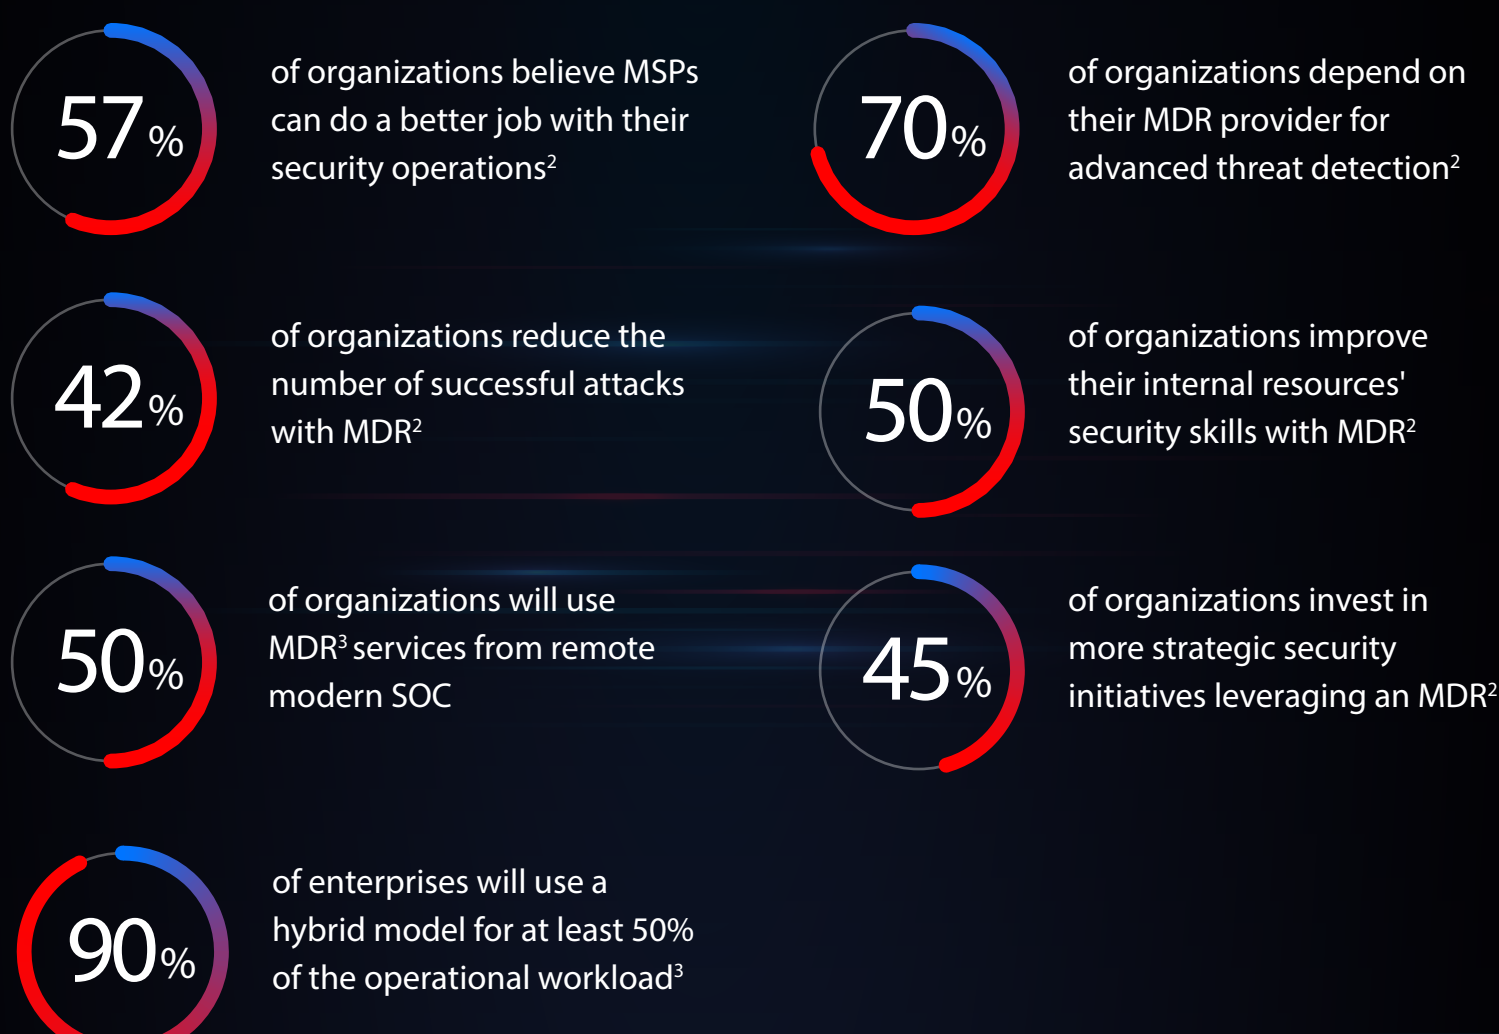 57%
of organizations believe MSPs
can do a better job with their
security operations²
70%
of organizations depend on
their MDR provider for
advanced threat detection²
42%
of organizations reduce the
number of successful attacks
with MDR²
50%
of organizations improve
their internal resources'
security skills with MDR²
50%
of organizations will use
MDR³ services from remote
modern SOC
45%
of organizations invest in
more strategic security
initiatives leveraging an MDR²
90%
of enterprises will use a
hybrid model for at least 50%
of the operational workload³